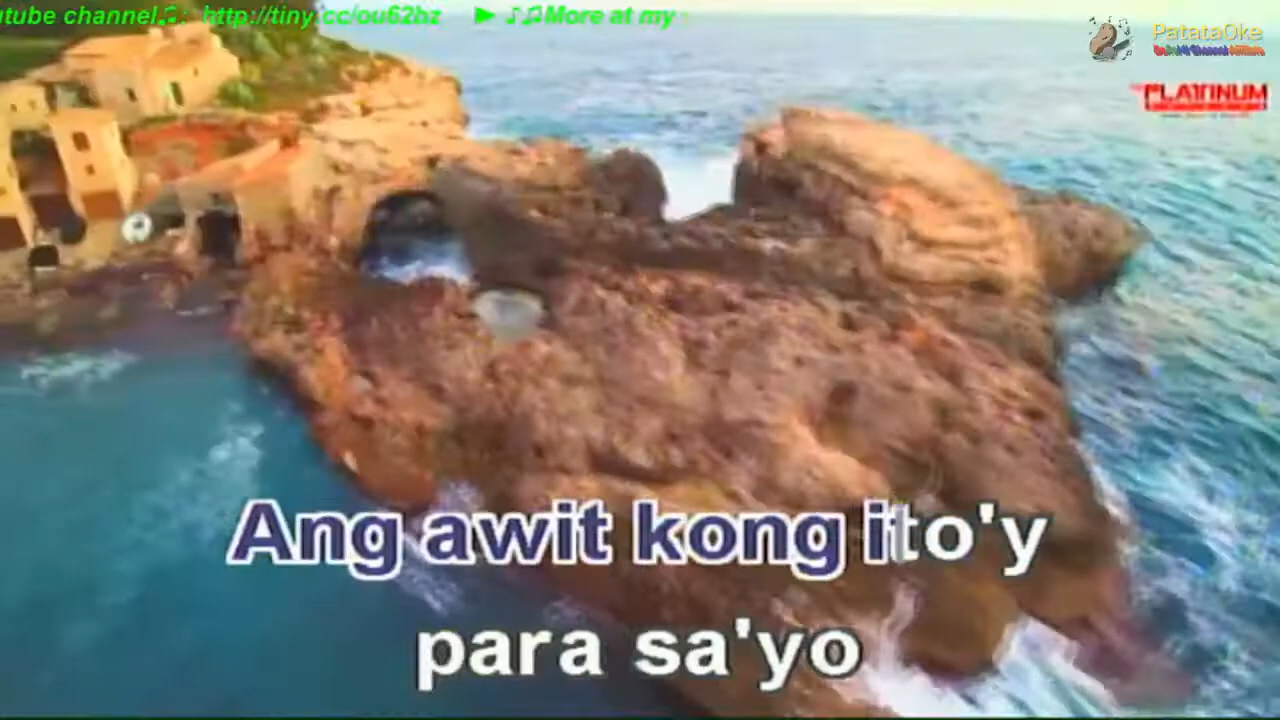 utube channel♫: http://tiny.cc/ou62bz ► ♪♫More at my
PatataOke
PLATINUM
Ang awit kong ito'y
para sa'yo